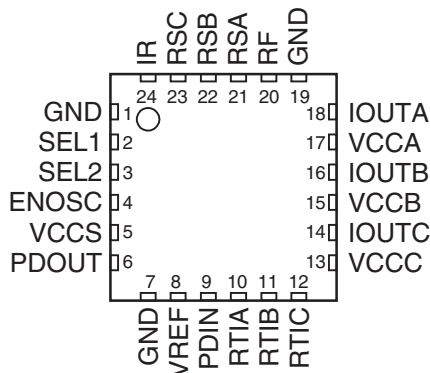 IR RSC RSB RSA RF GND
24 23 22 21 20 19
GND 1 18 IOUTA
SEL1 2 17 VCCA
SEL2 3 16 IOUTB
ENOSC 4 15 VCCB
VCCS 5 14 IOUTC
PDOUT 6 13 VCCC
7 8 9 10 11 12
GND VREF PDIN RTIA RTIB RTIC